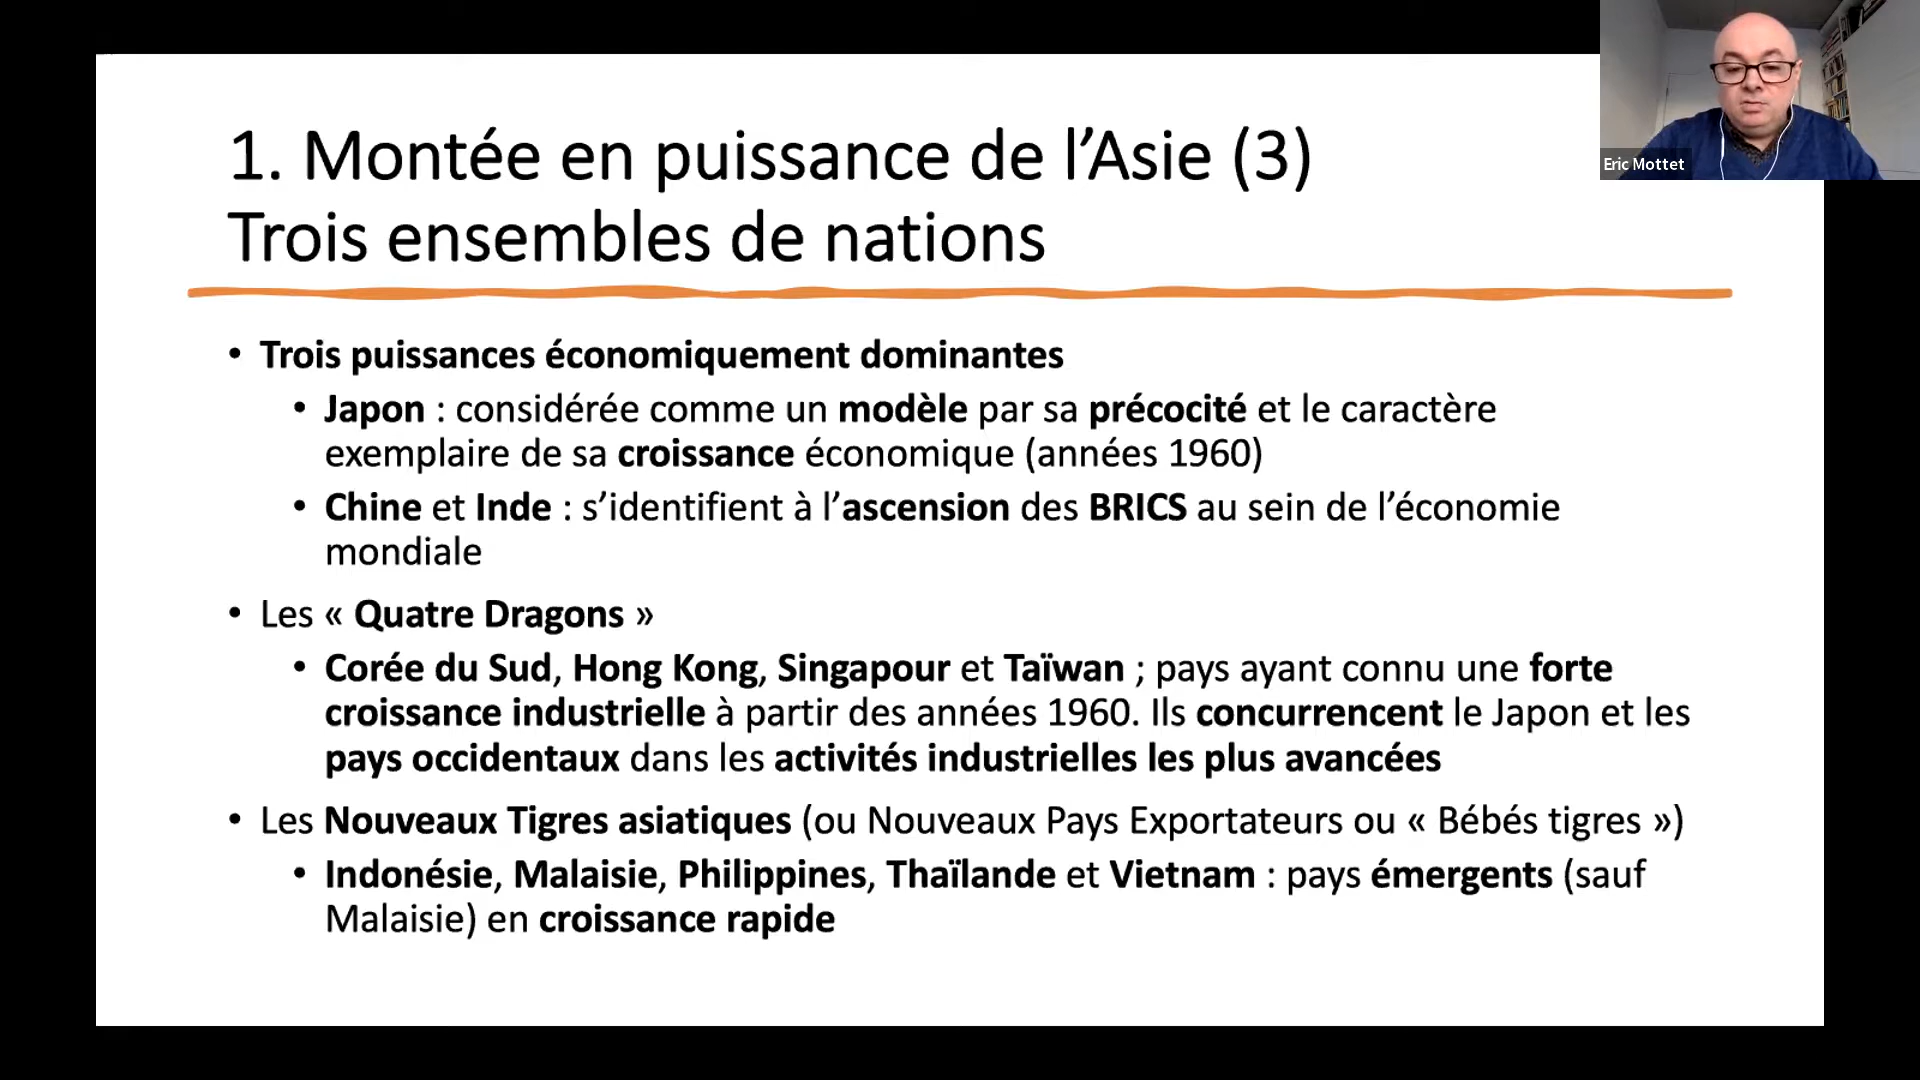 1. Montée en puissance de l’Asie (3)
Trois ensembles de nations
Eric Mottet
• Trois puissances économiquement dominantes
• Japon : considérée comme un modèle par sa précocité et le caractère
exemplaire de sa croissance économique (années 1960)
• Chine et Inde : s’identifient à l’ascension des BRICS au sein de l’économie
mondiale
• Les « Quatre Dragons »
• Corée du Sud, Hong Kong, Singapour et Taïwan ; pays ayant connu une forte
croissance industrielle à partir des années 1960. Ils concurrencent le Japon et les
pays occidentaux dans les activités industrielles les plus avancées
• Les Nouveaux Tigres asiatiques (ou Nouveaux Pays Exportateurs ou « Bébés tigres »)
• Indonésie, Malaisie, Philippines, Thaïlande et Vietnam : pays émergents (sauf
Malaisie) en croissance rapide